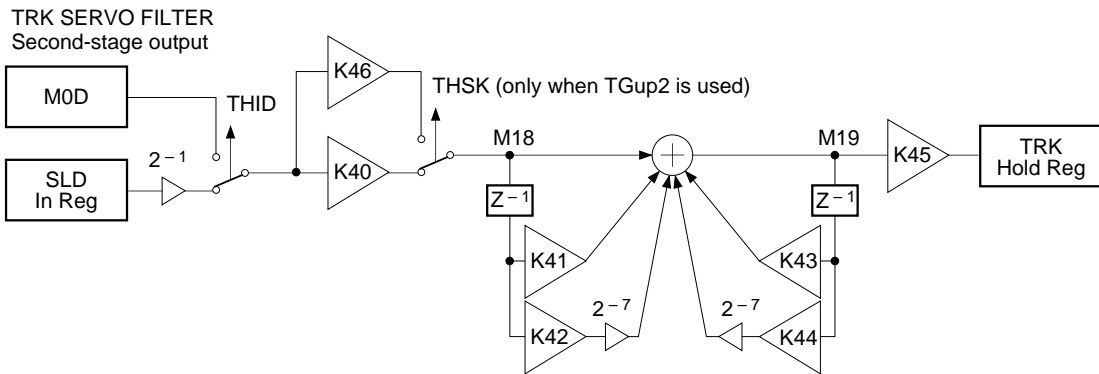 TRK SERVO FILTER
Second-stage output
M0D
THID
K46
THSK (only when TGup2 is used)
SLD
In Reg
2⁻¹
K40
M18
M19
K45
TRK
Hold Reg
Z⁻¹
Z⁻¹
K41
K43
K42
2⁻⁷
2⁻⁷
K44